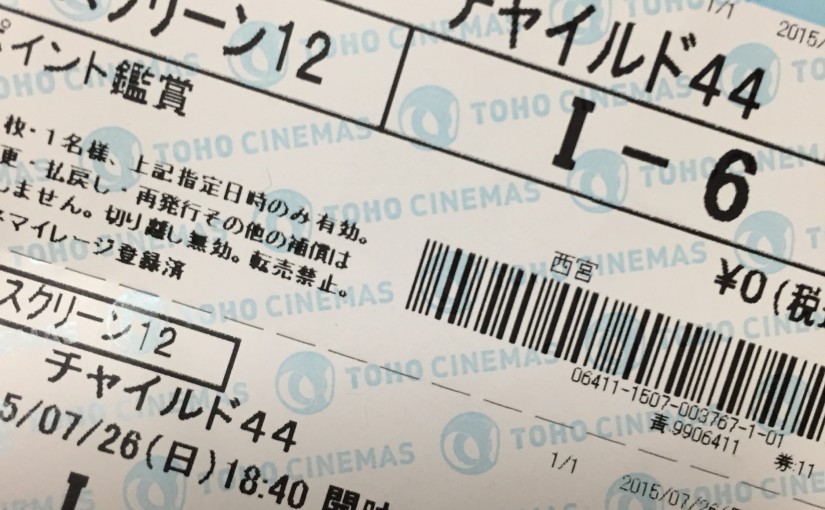 スクリーン12
チャイルド44
1/1
2015/
ポイント鑑賞
I-6
枚・1名様、上記指定日時のみ有効。
更・払戻し・再発行その他の補償は
しません。切り離し無効。転売禁止。
マイレージ登録済
西宮
¥0(税
06411-1507-003767-1-01
9906411
券:11
TOHO CINEMAS
スクリーン12
チャイルド44
5/07/26(日)18:40 開
I
1/1
2015/07/26